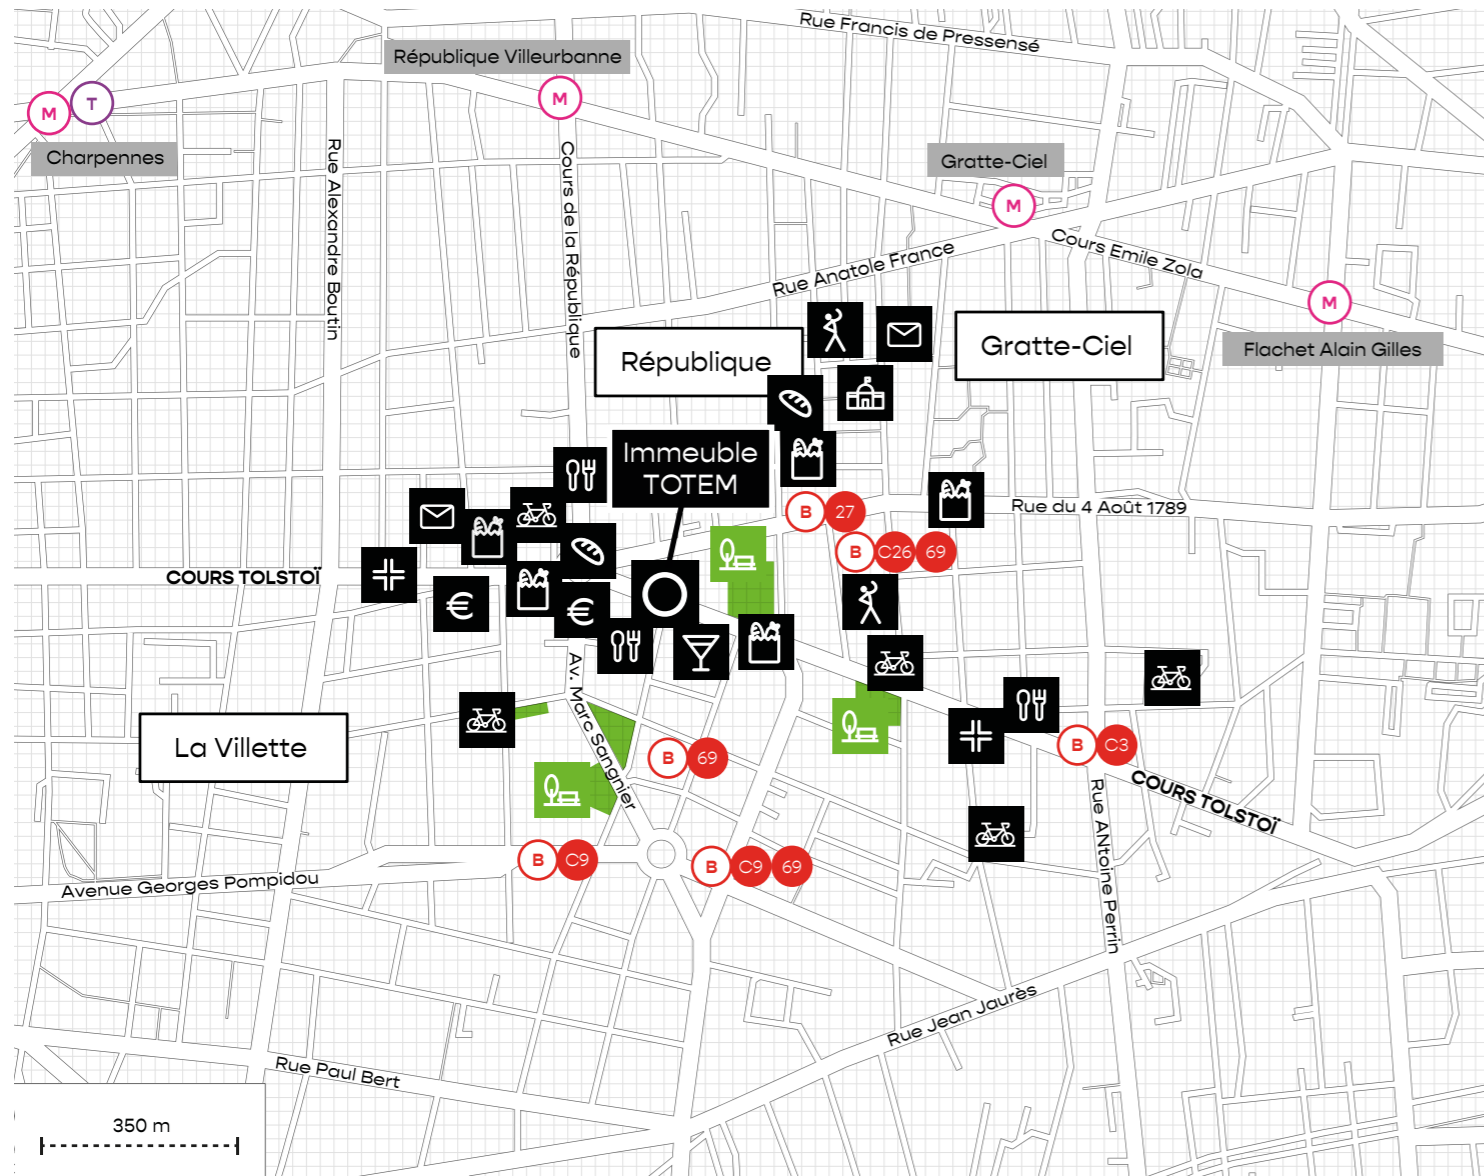 Rue Francis de Pressensé
République Villeurbanne
M
M
T
Charpennes
Rue Alexandre Boutin
Cours de la République
Gratte-Ciel
M
Cours Emile Zola
Rue Anatole France
M
Flachet Alain Gilles
République
Gratte-Ciel
Immeuble
TOTEM
B 27
Rue du 4 Août 1789
B C26 69
COURS TOLSTOÏ
€
€
Av. Marc Sangnier
La Villette
B 69
B C3
COURS TOLSTOÏ
Rue ANtoine Perrin
B C9
B C9 69
Avenue Georges Pompidou
Rue Jean Jaurès
Rue Paul Bert
350 m